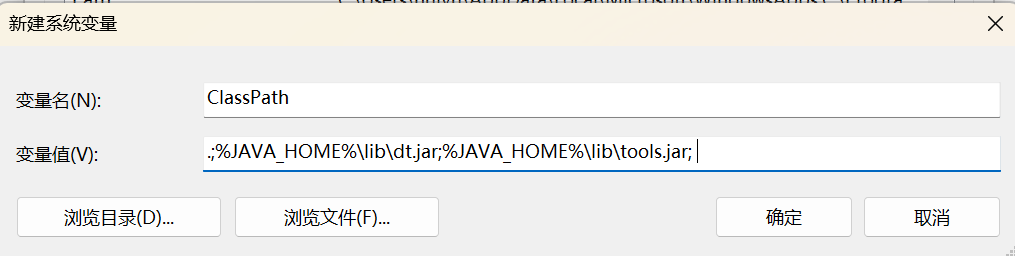 新建系统变量
变量名(N):
ClassPath
变量值(V):
.;%JAVA_HOME%\lib\dt.jar;%JAVA_HOME%\lib\tools.jar;
浏览目录(D)...
浏览文件(F)...
确定
取消